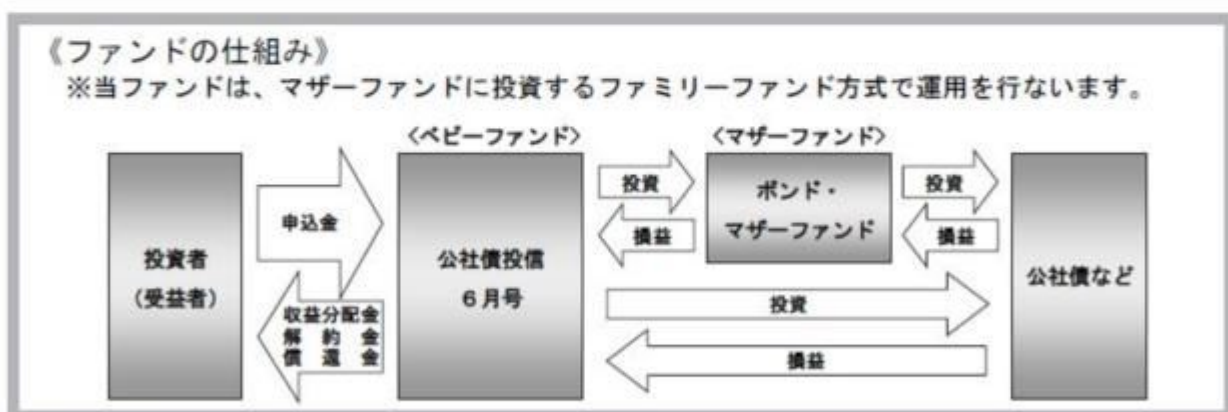 《ファンドの仕組み》
※当ファンドは、マザーファンドに投資するファミリーファンド方式で運用を行ないます。
〈ベビーファンド〉
〈マザーファンド〉
投資者
（受益者）
申込金
収益分配金
解約金
償還金
公社債投信
６月号
投資
損益
ボンド・
マザーファンド
投資
損益
投資
損益
公社債など